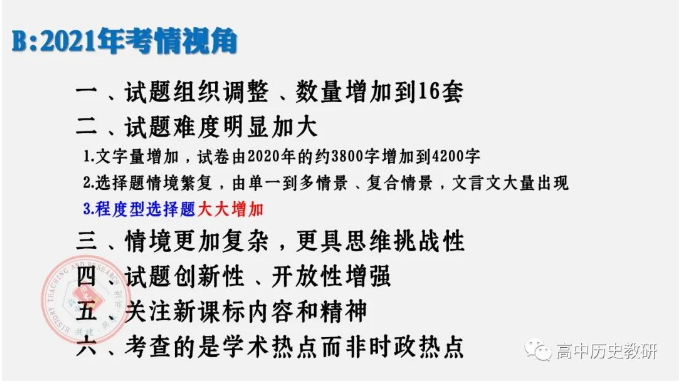 B:2021年考情视角
一、试题组织调整、数量增加到16套
二、试题难度明显加大
1.文字量增加，试卷由2020年的约3800字增加到4200字
2.选择题情境繁复，由单一到多情景、复合情景，文言文大量出现
3.程度型选择题大大增加
三、情境更加复杂，更具思维挑战性
四、试题创新性、开放性增强
五、关注新课标内容和精神
六、考查的是学术热点而非时政热点
HISTORY TEACHING AND RESEARCH
高中历史教研